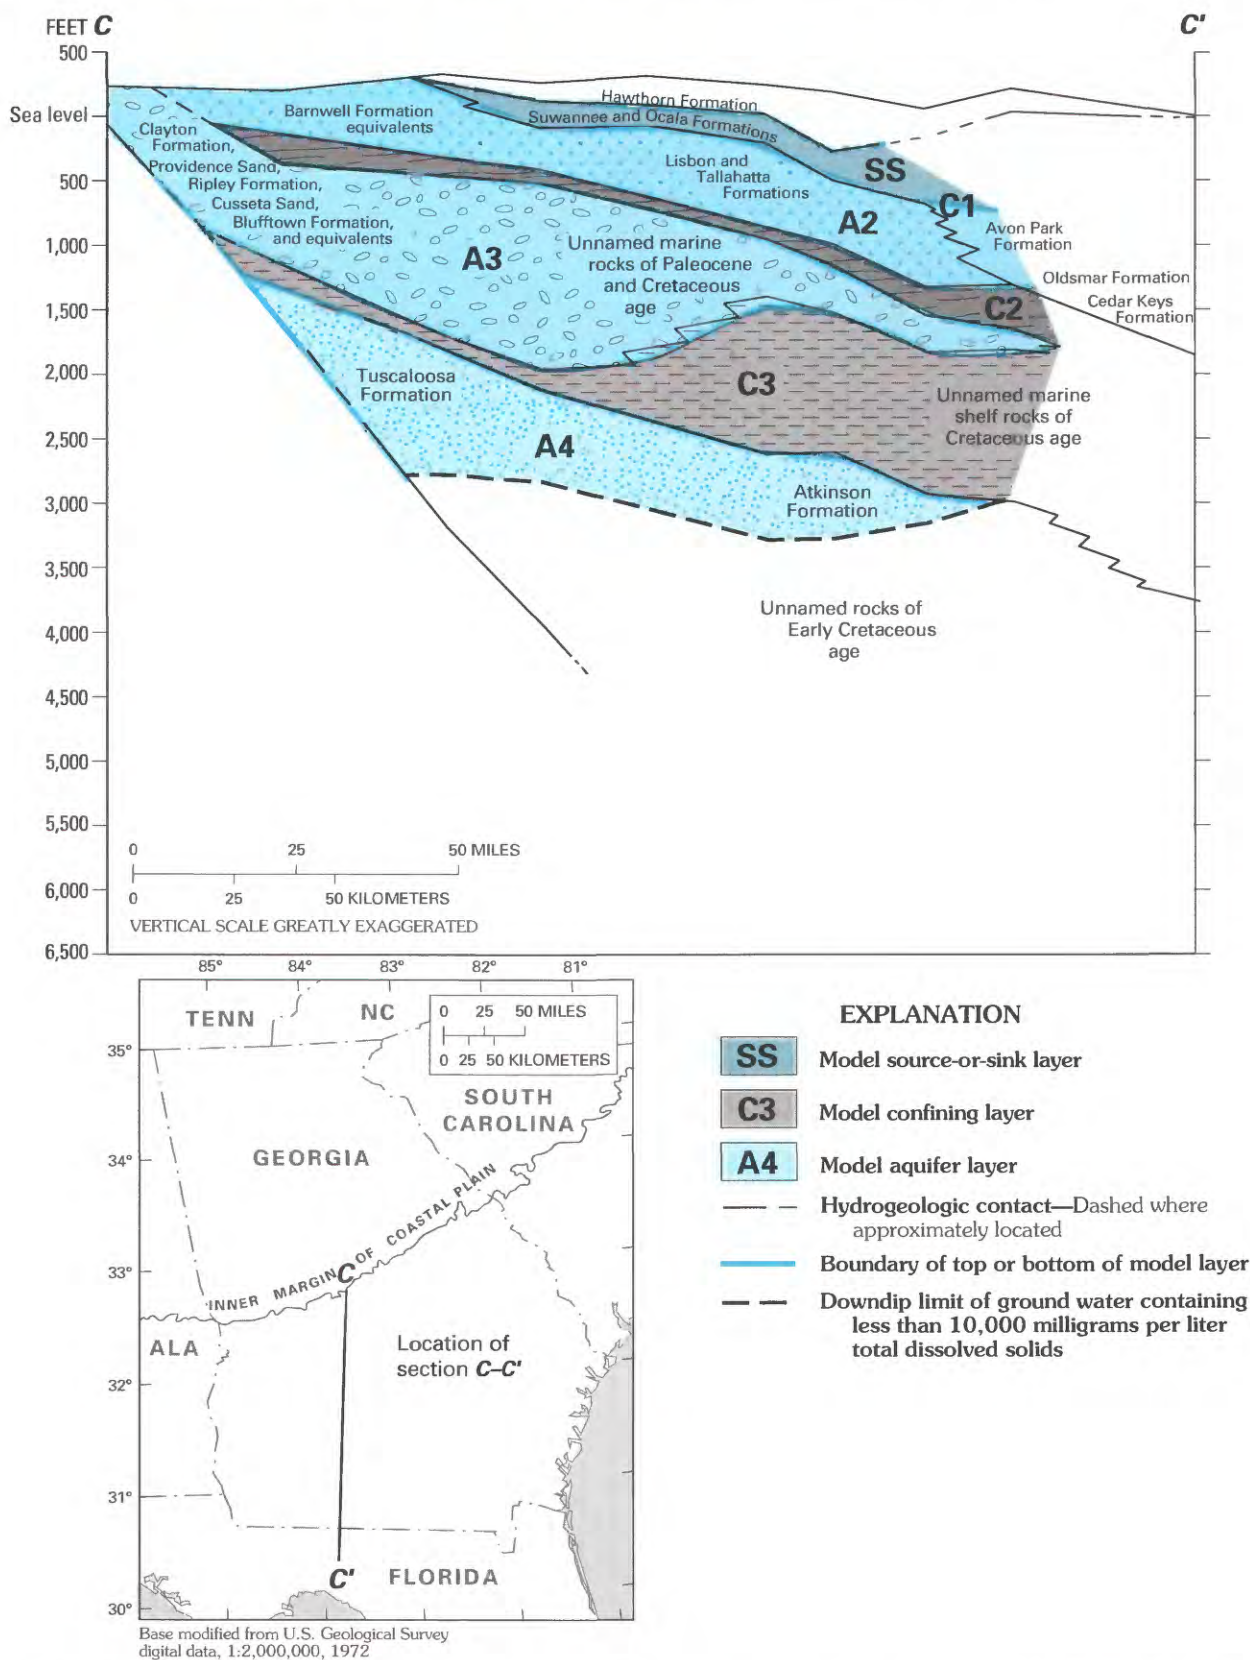 FEET C
C'
500
Sea level
500
1,000
1,500
2,000
2,500
3,000
3,500
4,000
4,500
5,000
5,500
6,000
6,500
Hawthorn Formation
Suwannee and Ocala Formations
Barnwell Formation
equivalents
Clayton
Formation,
Providence Sand,
Ripley Formation,
Cusseta Sand,
Blufftown Formation,
and equivalents
Lisbon and
Tallahatta
Formations
SS
C1
A2
Avon Park
Formation
Oldsmar Formation
Cedar Keys
Formation
A3
Unnamed marine
rocks of Paleocene
and Cretaceous
age
C2
C3
Unnamed marine
shelf rocks of
Cretaceous age
Tuscaloosa
Formation
A4
Atkinson
Formation
Unnamed rocks of
Early Cretaceous
age
0 25 50 MILES
0 25 50 KILOMETERS
VERTICAL SCALE GREATLY EXAGGERATED
85° 84° 83° 82° 81°
35°
34°
33°
32°
31°
30°
TENN
NC
0 25 50 MILES
0 25 50 KILOMETERS
SOUTH
CAROLINA
GEORGIA
INNER MARGIN OF COASTAL PLAIN
C
ALA
Location of
section C–C'
C'
FLORIDA
Base modified from U.S. Geological Survey
digital data, 1:2,000,000, 1972
EXPLANATION
SS Model source-or-sink layer
C3 Model confining layer
A4 Model aquifer layer
Hydrogeologic contact—Dashed where
approximately located
Boundary of top or bottom of model layer
Downdip limit of ground water containing
less than 10,000 milligrams per liter
total dissolved solids